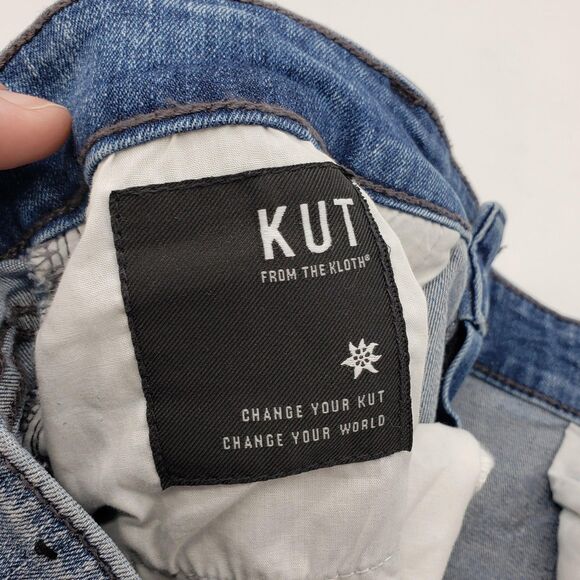 KUT
FROM THE KLOTH®
CHANGE YOUR KUT
CHANGE YOUR WORLD